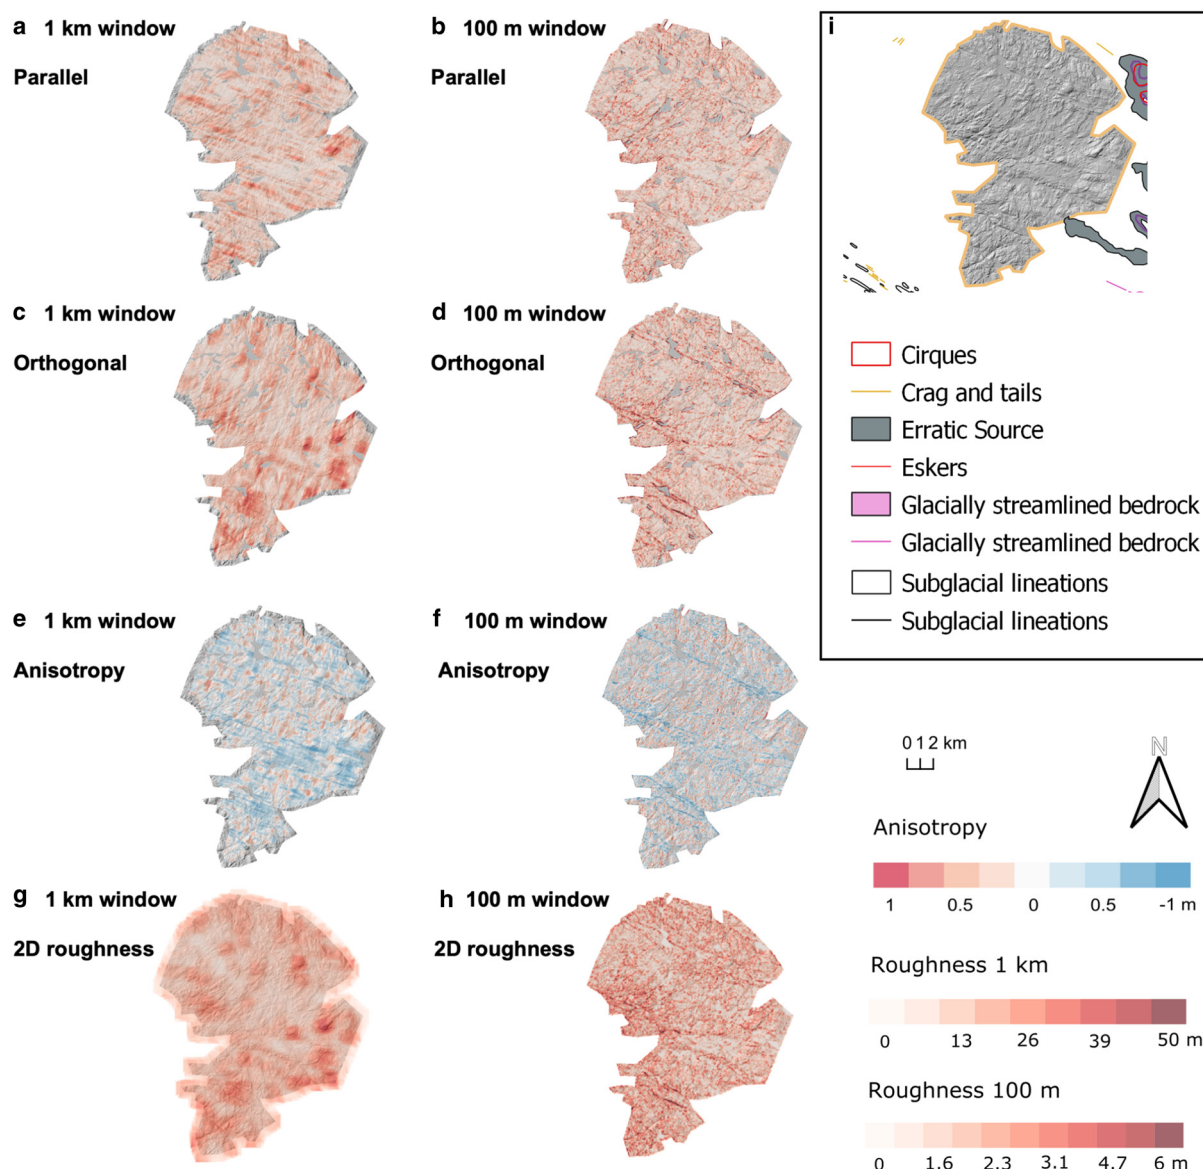 a 1 km window
Parallel
b 100 m window
Parallel
c 1 km window
Orthogonal
d 100 m window
Orthogonal
e 1 km window
Anisotropy
f 100 m window
Anisotropy
g 1 km window
2D roughness
h 100 m window
2D roughness
i
Cirques
Crag and tails
Erratic Source
Eskers
Glacially streamlined bedrock
Glacially streamlined bedrock
Subglacial lineations
Subglacial lineations
0 1 2 km
N
Anisotropy
1 0.5 0 0.5 -1 m
Roughness 1 km
0 13 26 39 50 m
Roughness 100 m
0 1.6 2.3 3.1 4.7 6 m